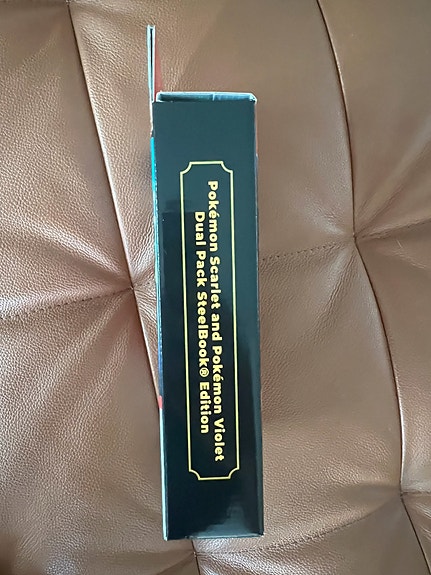 Pokémon Scarlet and Pokémon Violet
Dual Pack SteelBook® Edition